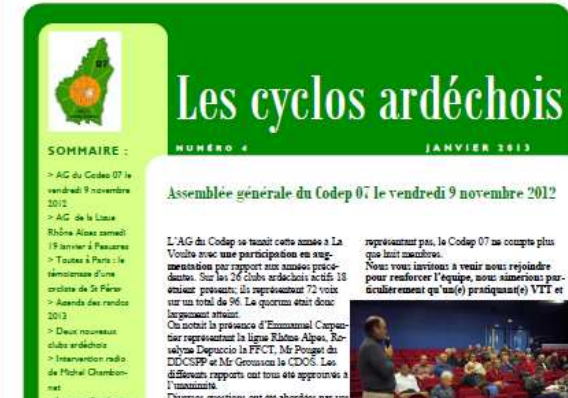 07
Les cyclos ardéchois
NUMÉRO 4
JANVIER 2013
SOMMAIRE :
> AG du Codep 07 le
vendredi 9 novembre
2012
> AG de la Ligue
Rhône Alpes samedi
19 janvier à Peaugres
> Toutes à Paris : le
témoignage d'une
cycliste de St Péray
> Agenda des randos
2013
> Deux nouveaux
clubs ardéchois
> Intervention radio
de Michel Chambon-
net
Assemblée générale du Codep 07 le vendredi 9 novembre 2012
L'AG du Codep se tenait cette année à La
Voulte avec une participation en aug-
mentation par rapport aux années précé-
dentes. Sur les 26 clubs ardéchois actifs 18
étaient présents; ils représentent 72 voix
sur un total de 96. Le quorum était donc
largement atteint.
On notait la présence d'Emmanuel Carpen-
tier représentant la ligue Rhône Alpes, Ro-
selyne Depuccio la FFCT, Mr Pouget du
DDCSPP et Mr Grousson le CDOS. Les
différents rapports ont tous été approuvés à
l'unanimité.
Diverses questions ont été abordées par vos
représentant pas, le Codep 07 ne compte plus
que huit membres.
Nous vous invitons à venir nous rejoindre
pour renforcer l'équipe, nous aimerions par-
ticulièrement qu'un(e) pratiquant(e) VTT et